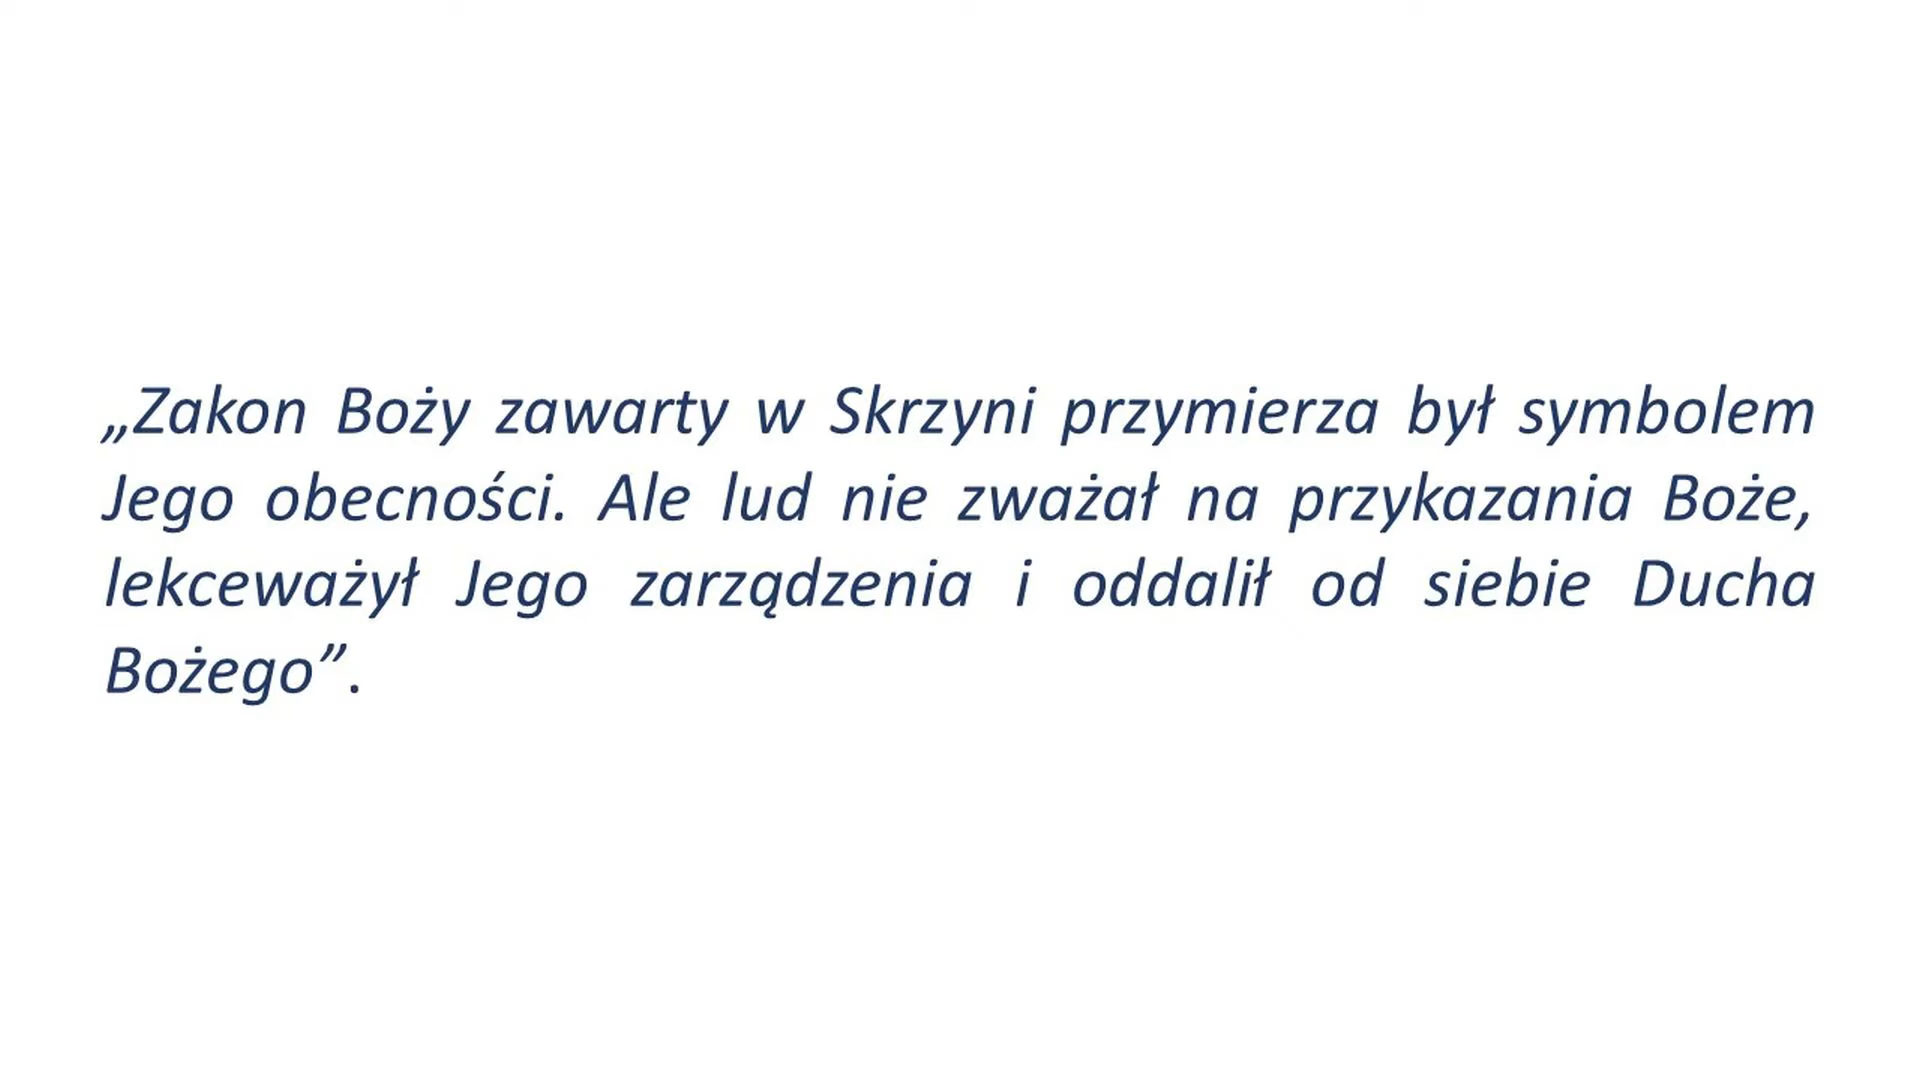 „Zakon Boży zawarty w Skrzyni przymierza był symbolem
Jego obecności. Ale lud nie zważał na przykazania Boże,
lekceważył Jego zarządzenia i oddalił od siebie Ducha
Bożego”.